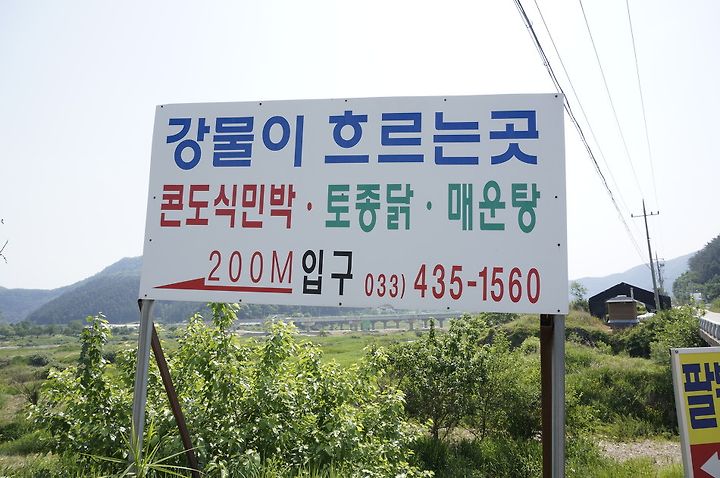 강물이 흐르는곳
콘도식민박 · 토종닭 · 매운탕
200M 입구 033) 435-1560